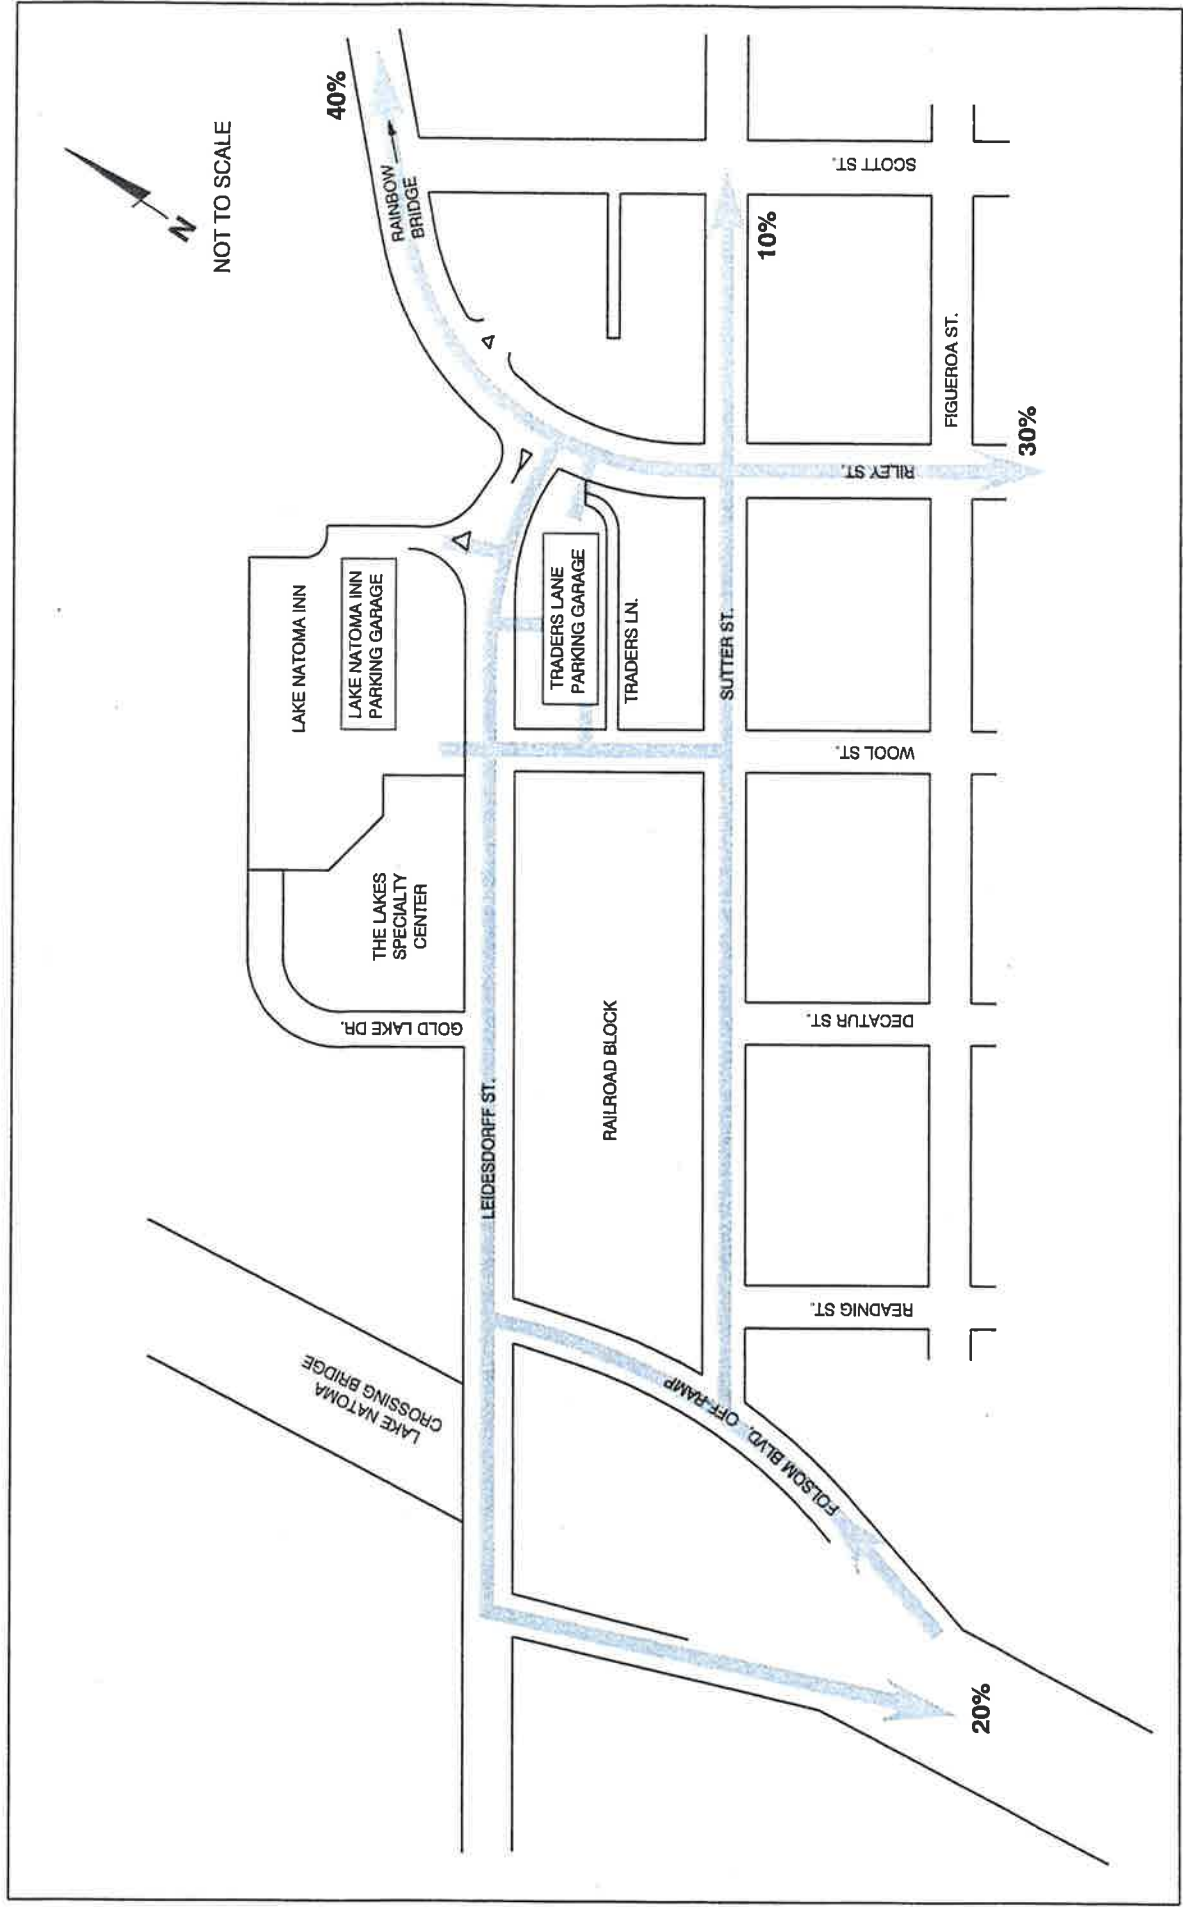 40%
NOT TO SCALE
N
RAINBOW
BRIDGE
SCOTT ST.
10%
FIGUEROA ST.
30%
RILEY ST.
LAKE NATOMA INN
LAKE NATOMA INN
PARKING GARAGE
TRADERS LANE
PARKING GARAGE
TRADERS LN.
SUTTER ST.
WOOL ST.
THE LAKES
SPECIALTY
CENTER
GOLD LAKE DR.
LEIDESDORFF ST.
RAILROAD BLOCK
DECATUR ST.
READNIG ST.
LAKE NATOMA
CROSSING BRIDGE
FOLSOM BLVD. OFF-RAMP
20%